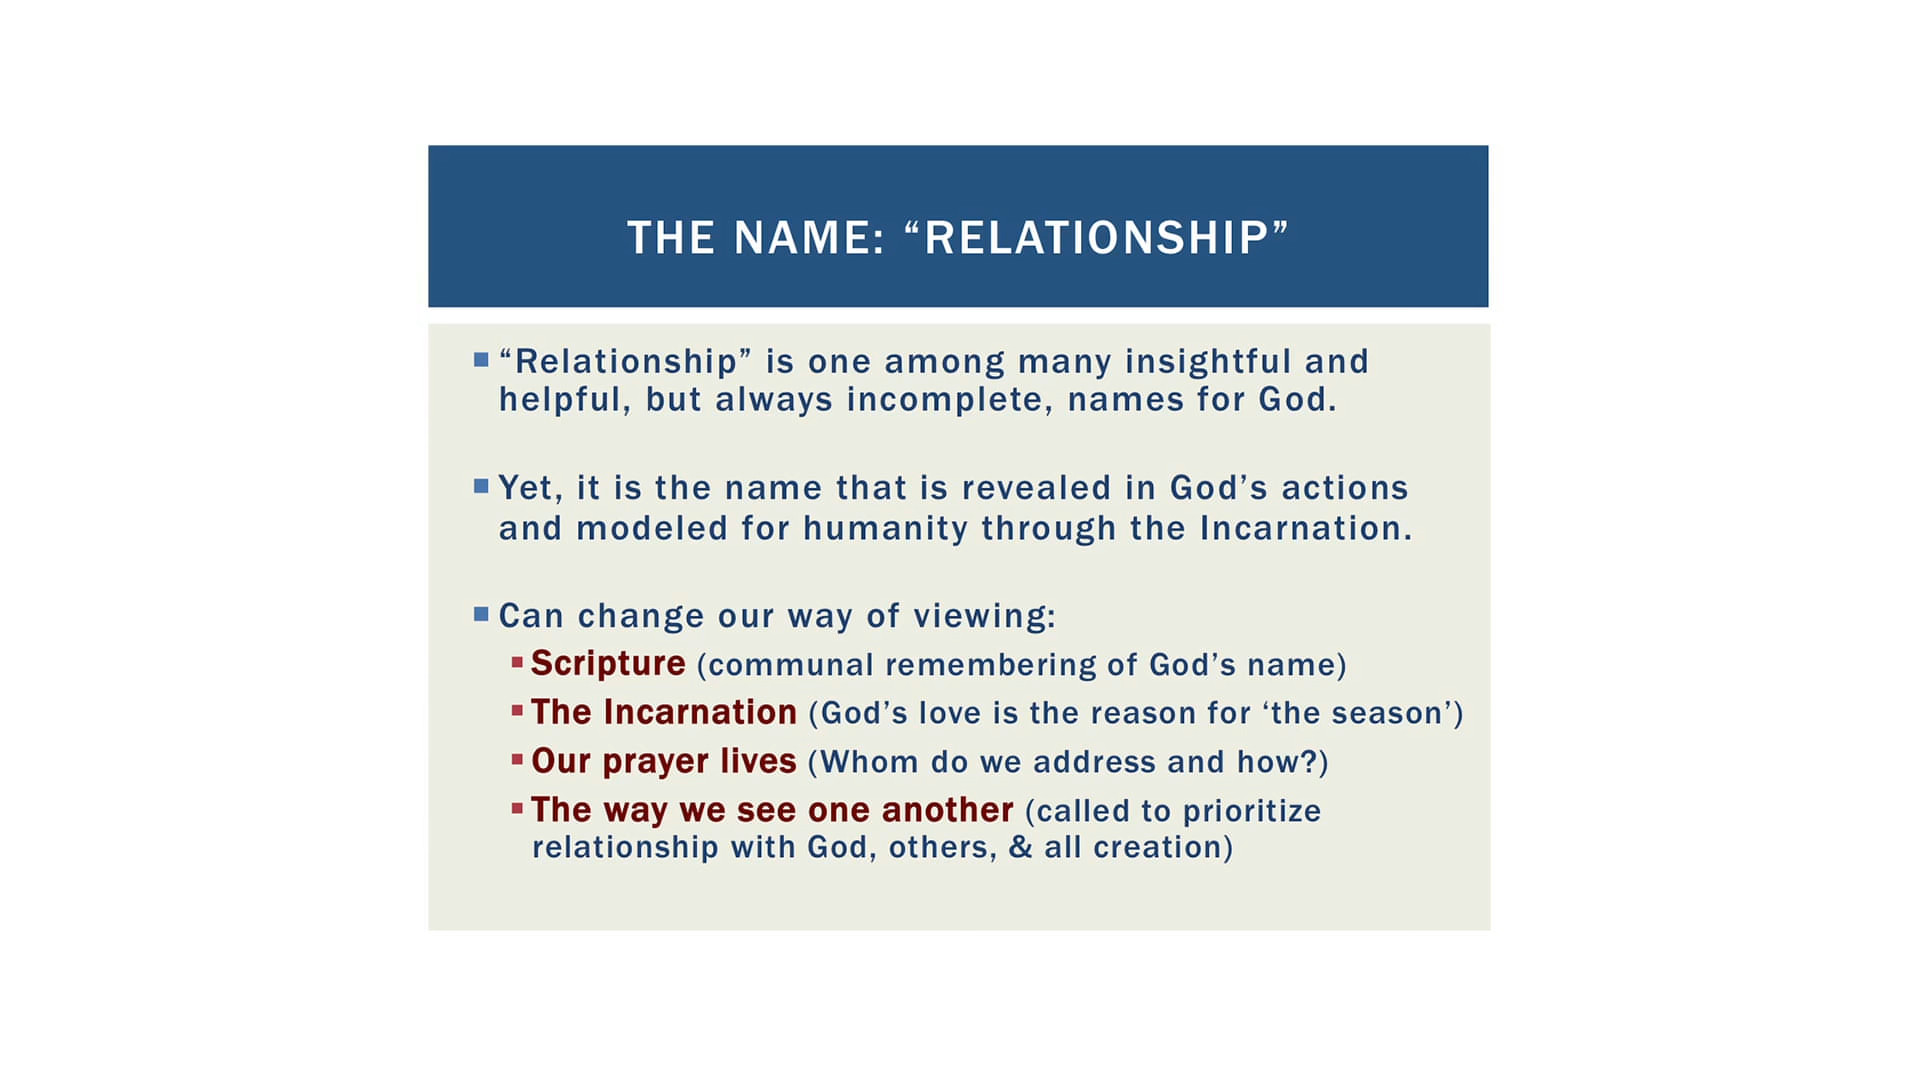 THE NAME: “RELATIONSHIP”
“Relationship” is one among many insightful and
helpful, but always incomplete, names for God.
Yet, it is the name that is revealed in God’s actions
and modeled for humanity through the Incarnation.
Can change our way of viewing:
Scripture (communal remembering of God’s name)
The Incarnation (God’s love is the reason for ‘the season’)
Our prayer lives (Whom do we address and how?)
The way we see one another (called to prioritize
relationship with God, others, & all creation)